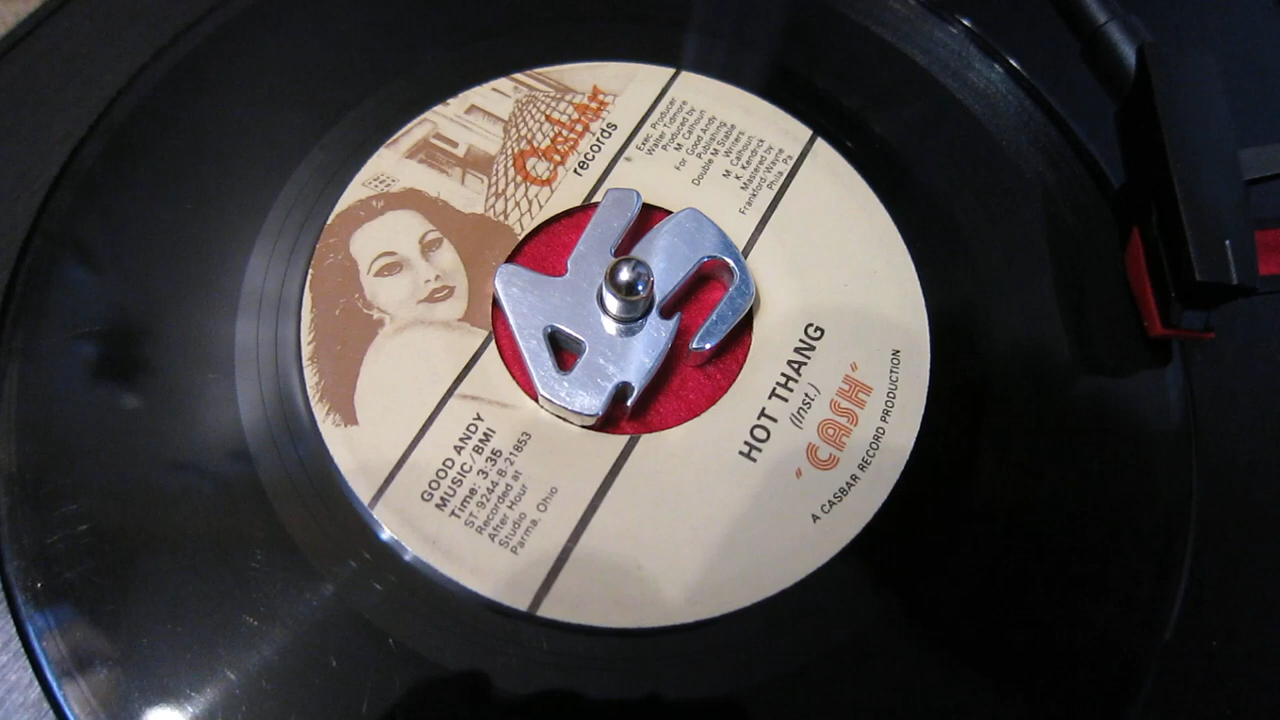 Casbar
records
Exec. Producer
Walter Tidmore
Produced by
M. Calhoun
For Good Andy
Publishing
Double M Stable
Writers:
M. Calhoun,
K. Kendrick
Mastered by
Frankford/Wayne
Phila., Pa
45
GOOD ANDY
MUSIC/BMI
Time: 3:35
ST-9244-B-21853
Recorded at
After Hour
Studio
Parma, Ohio
HOT THANG
(Inst.)
"CASH"
A CASBAR RECORD PRODUCTION